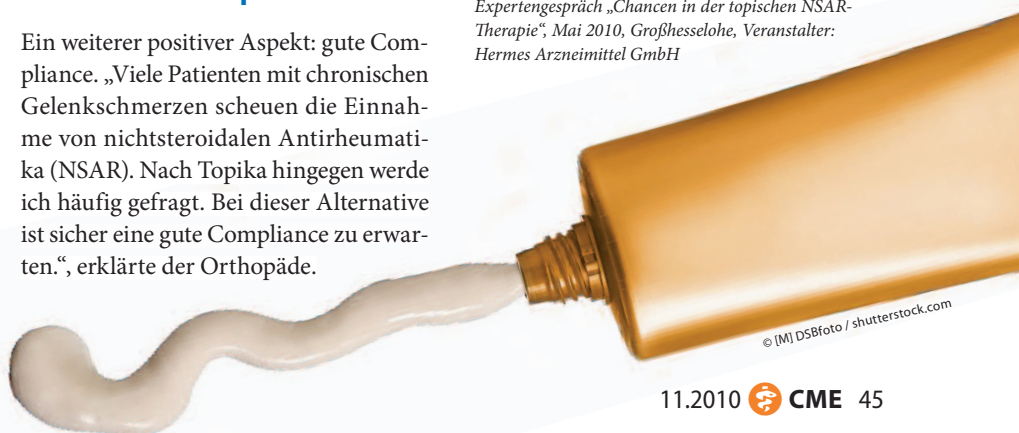 Ein weiterer positiver Aspekt: gute Com-
pliance. „Viele Patienten mit chronischen
Gelenkschmerzen scheuen die Einnah-
me von nichtsteroidalen Antirheumati-
ka (NSAR). Nach Topika hingegen werde
ich häufig gefragt. Bei dieser Alternative
ist sicher eine gute Compliance zu erwar-
ten.“, erklärte der Orthopäde.
Expertengespräch „Chancen in der topischen NSAR-
Therapie“, Mai 2010, Großhesselohe, Veranstalter:
Hermes Arzneimittel GmbH
© [M] DSBfoto / shutterstock.com
11.2010 CME 45